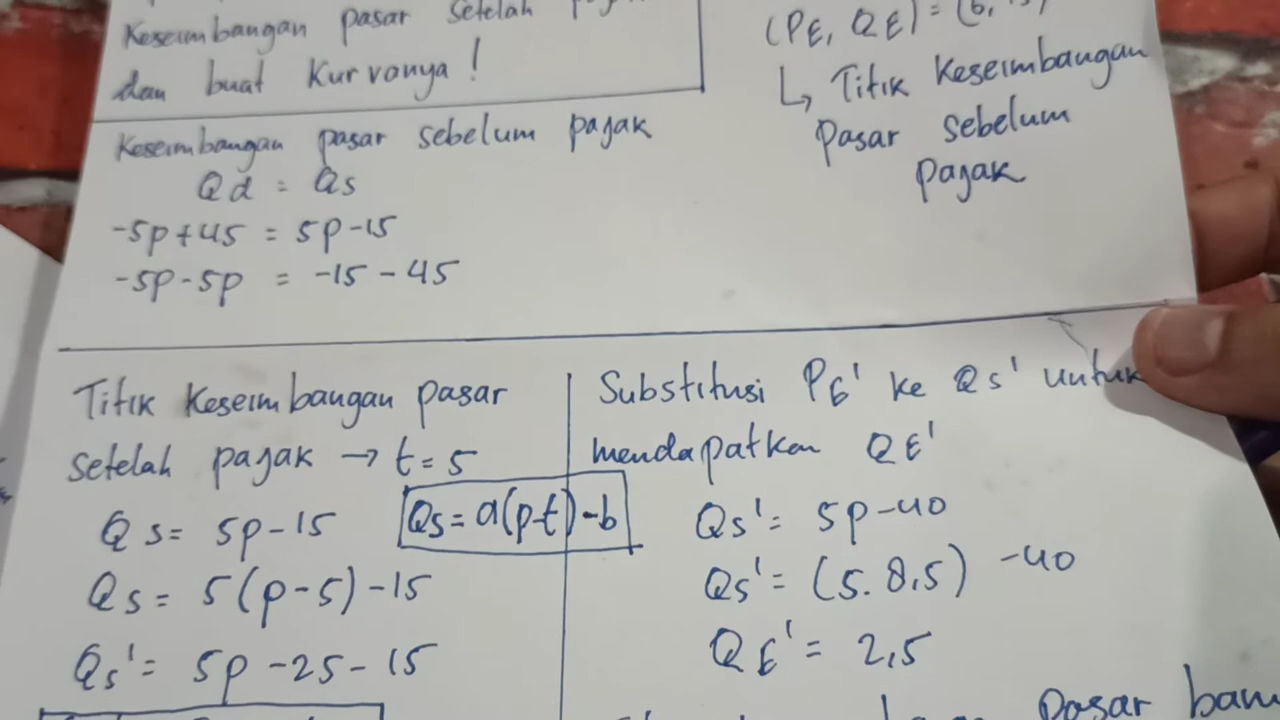 Keseimbangan pasar setelah
dan buat Kurvanya !
(PE, QE) = (6,
↳ Titik Keseimbangan
Pasar sebelum
pajak
Keseimbangan pasar sebelum pajak
Qd = Qs
-5p+45 = 5p-15
-5p-5p = -15-45
Titik Keseimbangan pasar
setelah pajak → t=5
Qs = 5p-15
Qs = a(p-t)-b
Qs = 5(p-5)-15
Qs' = 5p-25-15
Substitusi PE' ke Qs' untuk
mendapatkan QE'
Qs' = 5p-40
Qs' = (5.8,5) -40
QE' = 2,5
Pasar